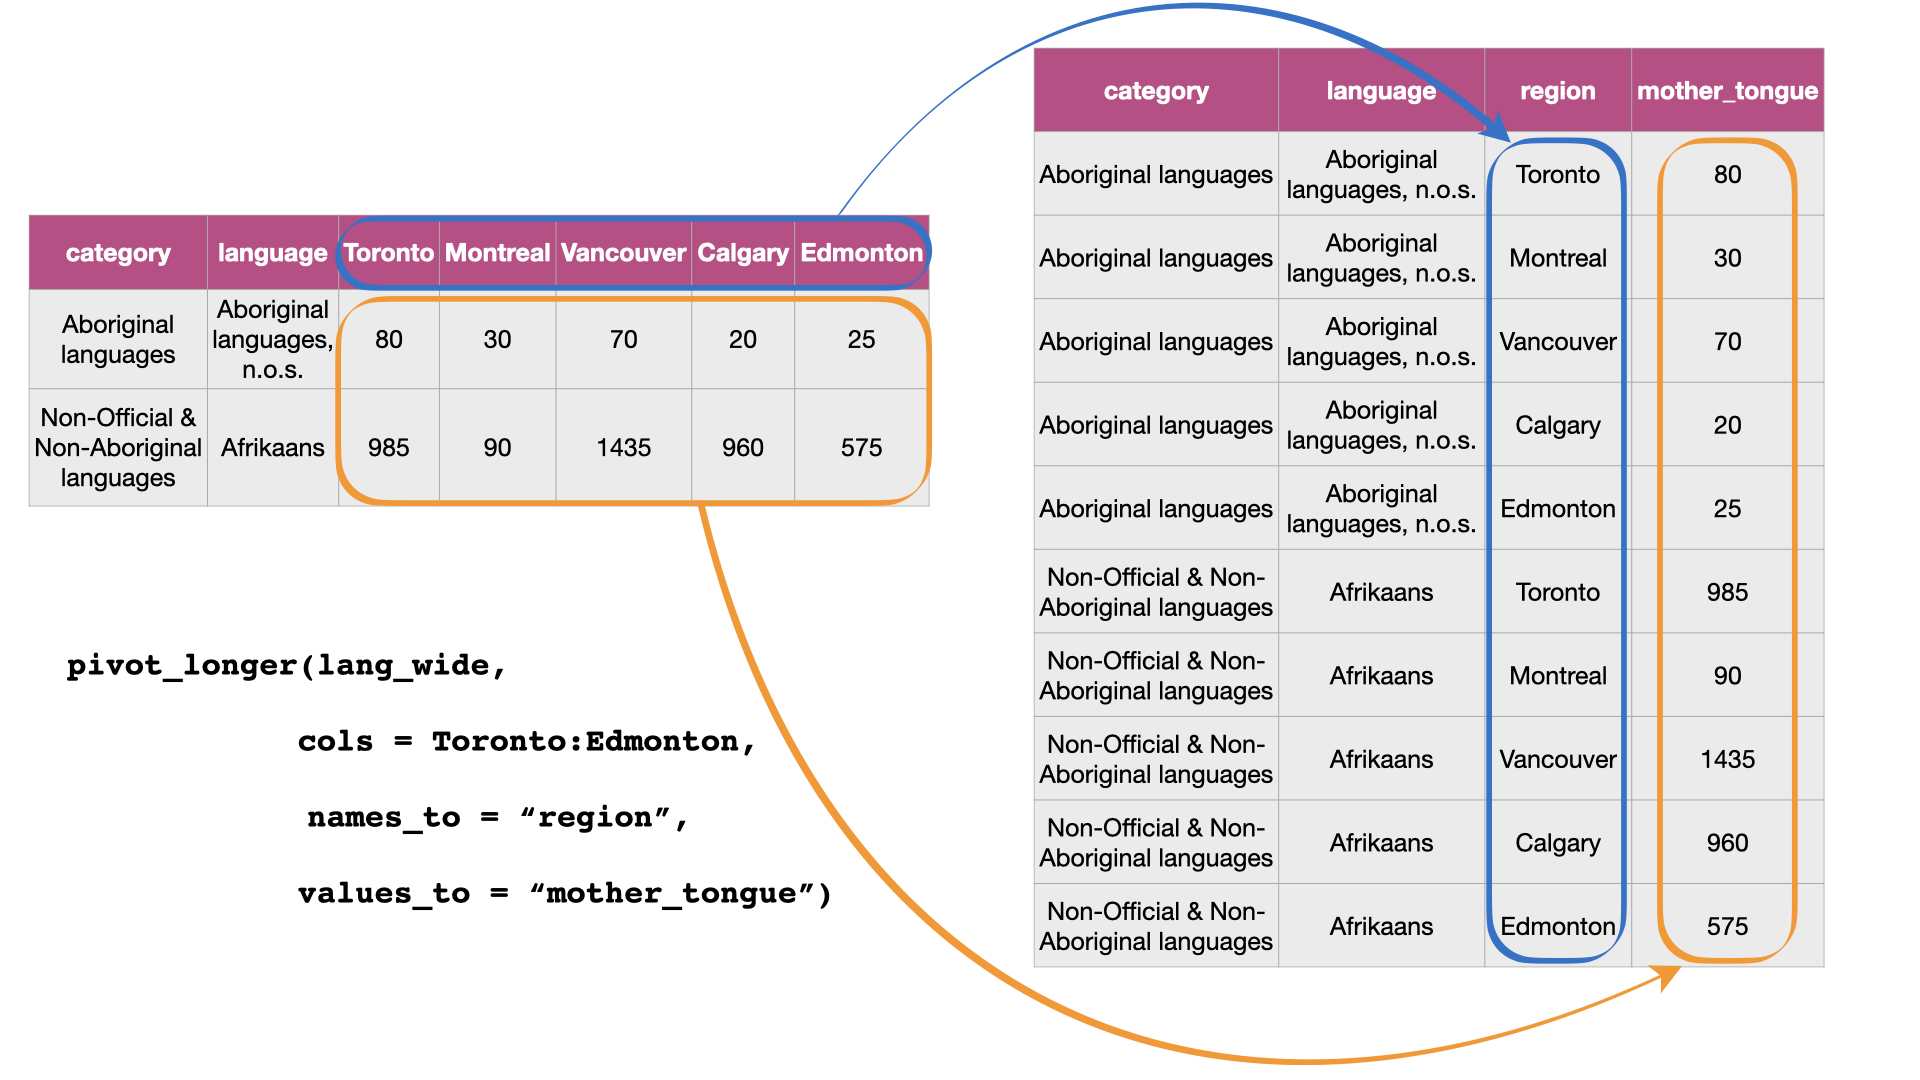 category language Toronto Montreal Vancouver Calgary Edmonton
Aboriginal
languages
Aboriginal
languages,
n.o.s.
80 30 70 20 25
Non-Official &
Non-Aboriginal
languages
Afrikaans 985 90 1435 960 575
pivot_longer(lang_wide,
cols = Toronto:Edmonton,
names_to = “region”,
values_to = “mother_tongue”)
category language region mother_tongue
Aboriginal languages
Aboriginal
languages, n.o.s.
Toronto 80
Aboriginal languages
Aboriginal
languages, n.o.s.
Montreal 30
Aboriginal languages
Aboriginal
languages, n.o.s.
Vancouver 70
Aboriginal languages
Aboriginal
languages, n.o.s.
Calgary 20
Aboriginal languages
Aboriginal
languages, n.o.s.
Edmonton 25
Non-Official & Non-
Aboriginal languages
Afrikaans Toronto 985
Non-Official & Non-
Aboriginal languages
Afrikaans Montreal 90
Non-Official & Non-
Aboriginal languages
Afrikaans Vancouver 1435
Non-Official & Non-
Aboriginal languages
Afrikaans Calgary 960
Non-Official & Non-
Aboriginal languages
Afrikaans Edmonton 575